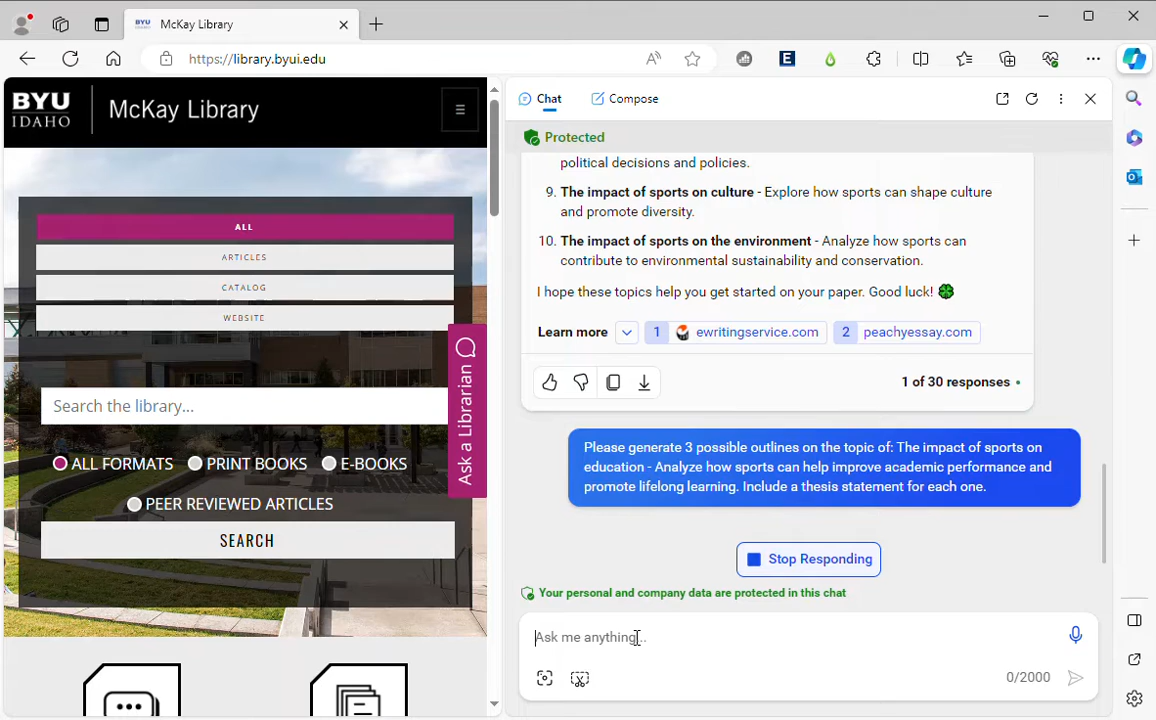 McKay Library
https://library.byui.edu
BYU
IDAHO
McKay Library
ALL
ARTICLES
CATALOG
WEBSITE
Search the library...
ALL FORMATS
PRINT BOOKS
E-BOOKS
PEER REVIEWED ARTICLES
SEARCH
Ask a Librarian
Chat
Compose
Protected
political decisions and policies.
9. The impact of sports on culture - Explore how sports can shape culture
and promote diversity.
10. The impact of sports on the environment - Analyze how sports can
contribute to environmental sustainability and conservation.
I hope these topics help you get started on your paper. Good luck! 🍀
Learn more
1 ewritingservice.com
2 peachyessay.com
1 of 30 responses
Please generate 3 possible outlines on the topic of: The impact of sports on
education - Analyze how sports can help improve academic performance and
promote lifelong learning. Include a thesis statement for each one.
Stop Responding
Your personal and company data are protected in this chat
Ask me anything...
0/2000